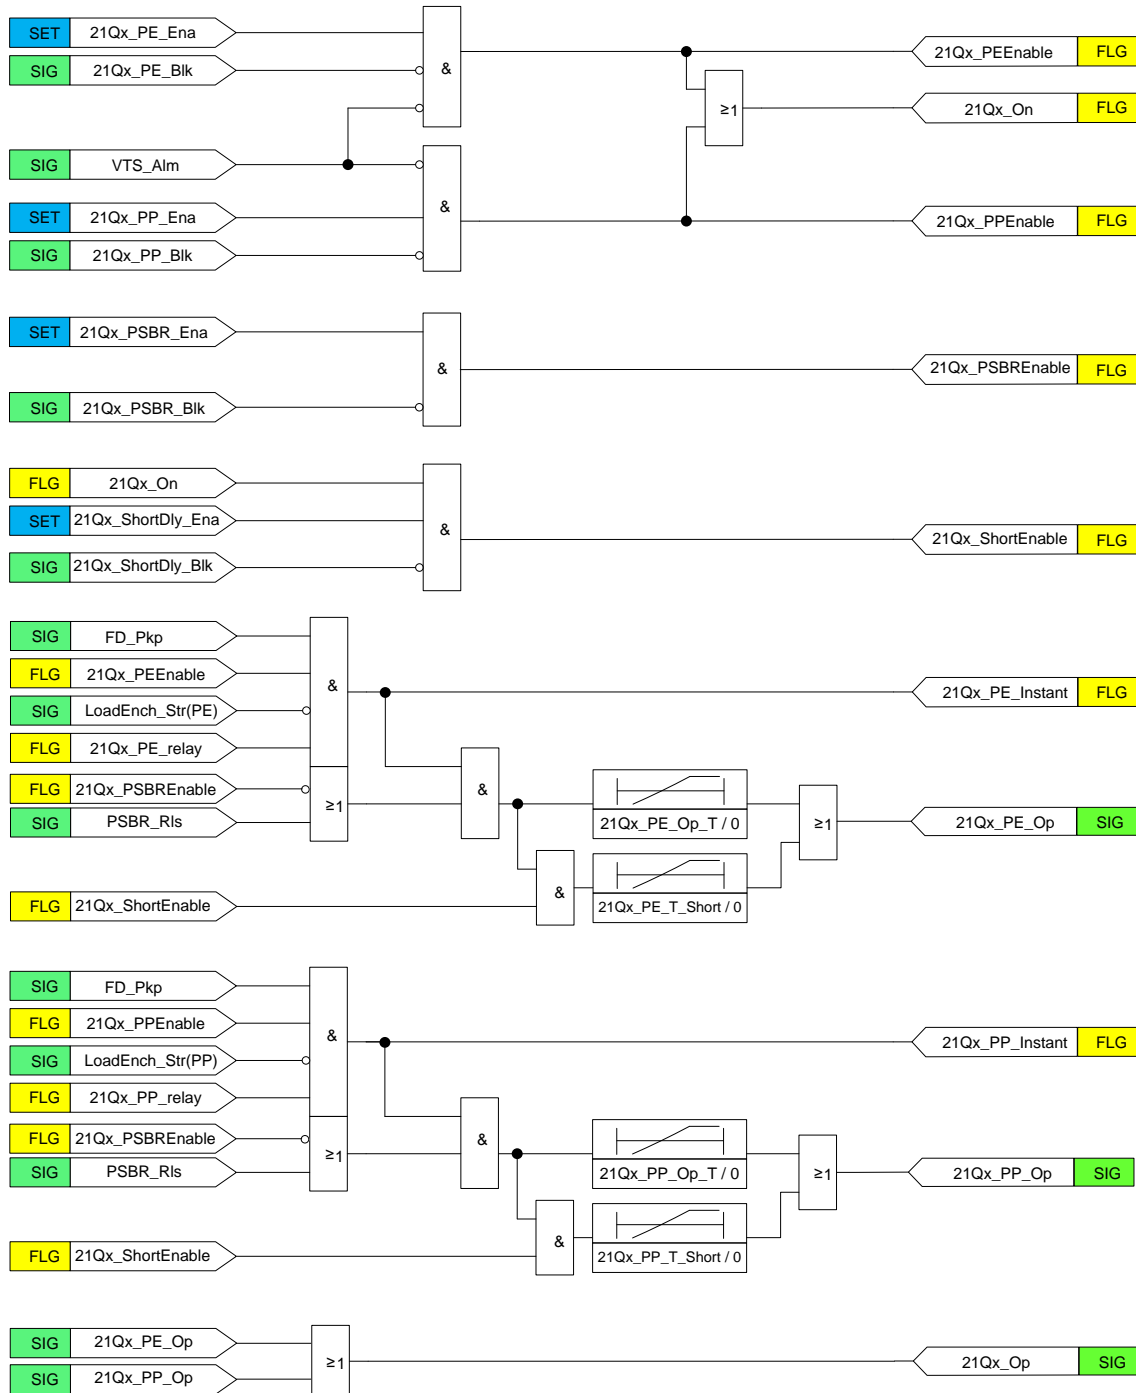 SET 21Qx_PE_Ena
SIG 21Qx_PE_Blk
&
21Qx_PEEnable FLG
≥1
21Qx_On FLG
SIG VTS_Alm
SET 21Qx_PP_Ena
SIG 21Qx_PP_Blk
&
21Qx_PPEnable FLG
SET 21Qx_PSBR_Ena
SIG 21Qx_PSBR_Blk
&
21Qx_PSBREnable FLG
FLG 21Qx_On
SET 21Qx_ShortDly_Ena
SIG 21Qx_ShortDly_Blk
&
21Qx_ShortEnable FLG
SIG FD_Pkp
FLG 21Qx_PEEnable
SIG LoadEnch_Str(PE)
FLG 21Qx_PE_relay
&
21Qx_PE_Instant FLG
FLG 21Qx_PSBREnable
SIG PSBR_Rls
≥1
&
21Qx_PE_Op_T / 0
≥1
21Qx_PE_Op SIG
FLG 21Qx_ShortEnable
&
21Qx_PE_T_Short / 0
SIG FD_Pkp
FLG 21Qx_PPEnable
SIG LoadEnch_Str(PP)
FLG 21Qx_PP_relay
&
21Qx_PP_Instant FLG
FLG 21Qx_PSBREnable
SIG PSBR_Rls
≥1
&
21Qx_PP_Op_T / 0
≥1
21Qx_PP_Op SIG
FLG 21Qx_ShortEnable
&
21Qx_PP_T_Short / 0
SIG 21Qx_PE_Op
SIG 21Qx_PP_Op
≥1
21Qx_Op SIG